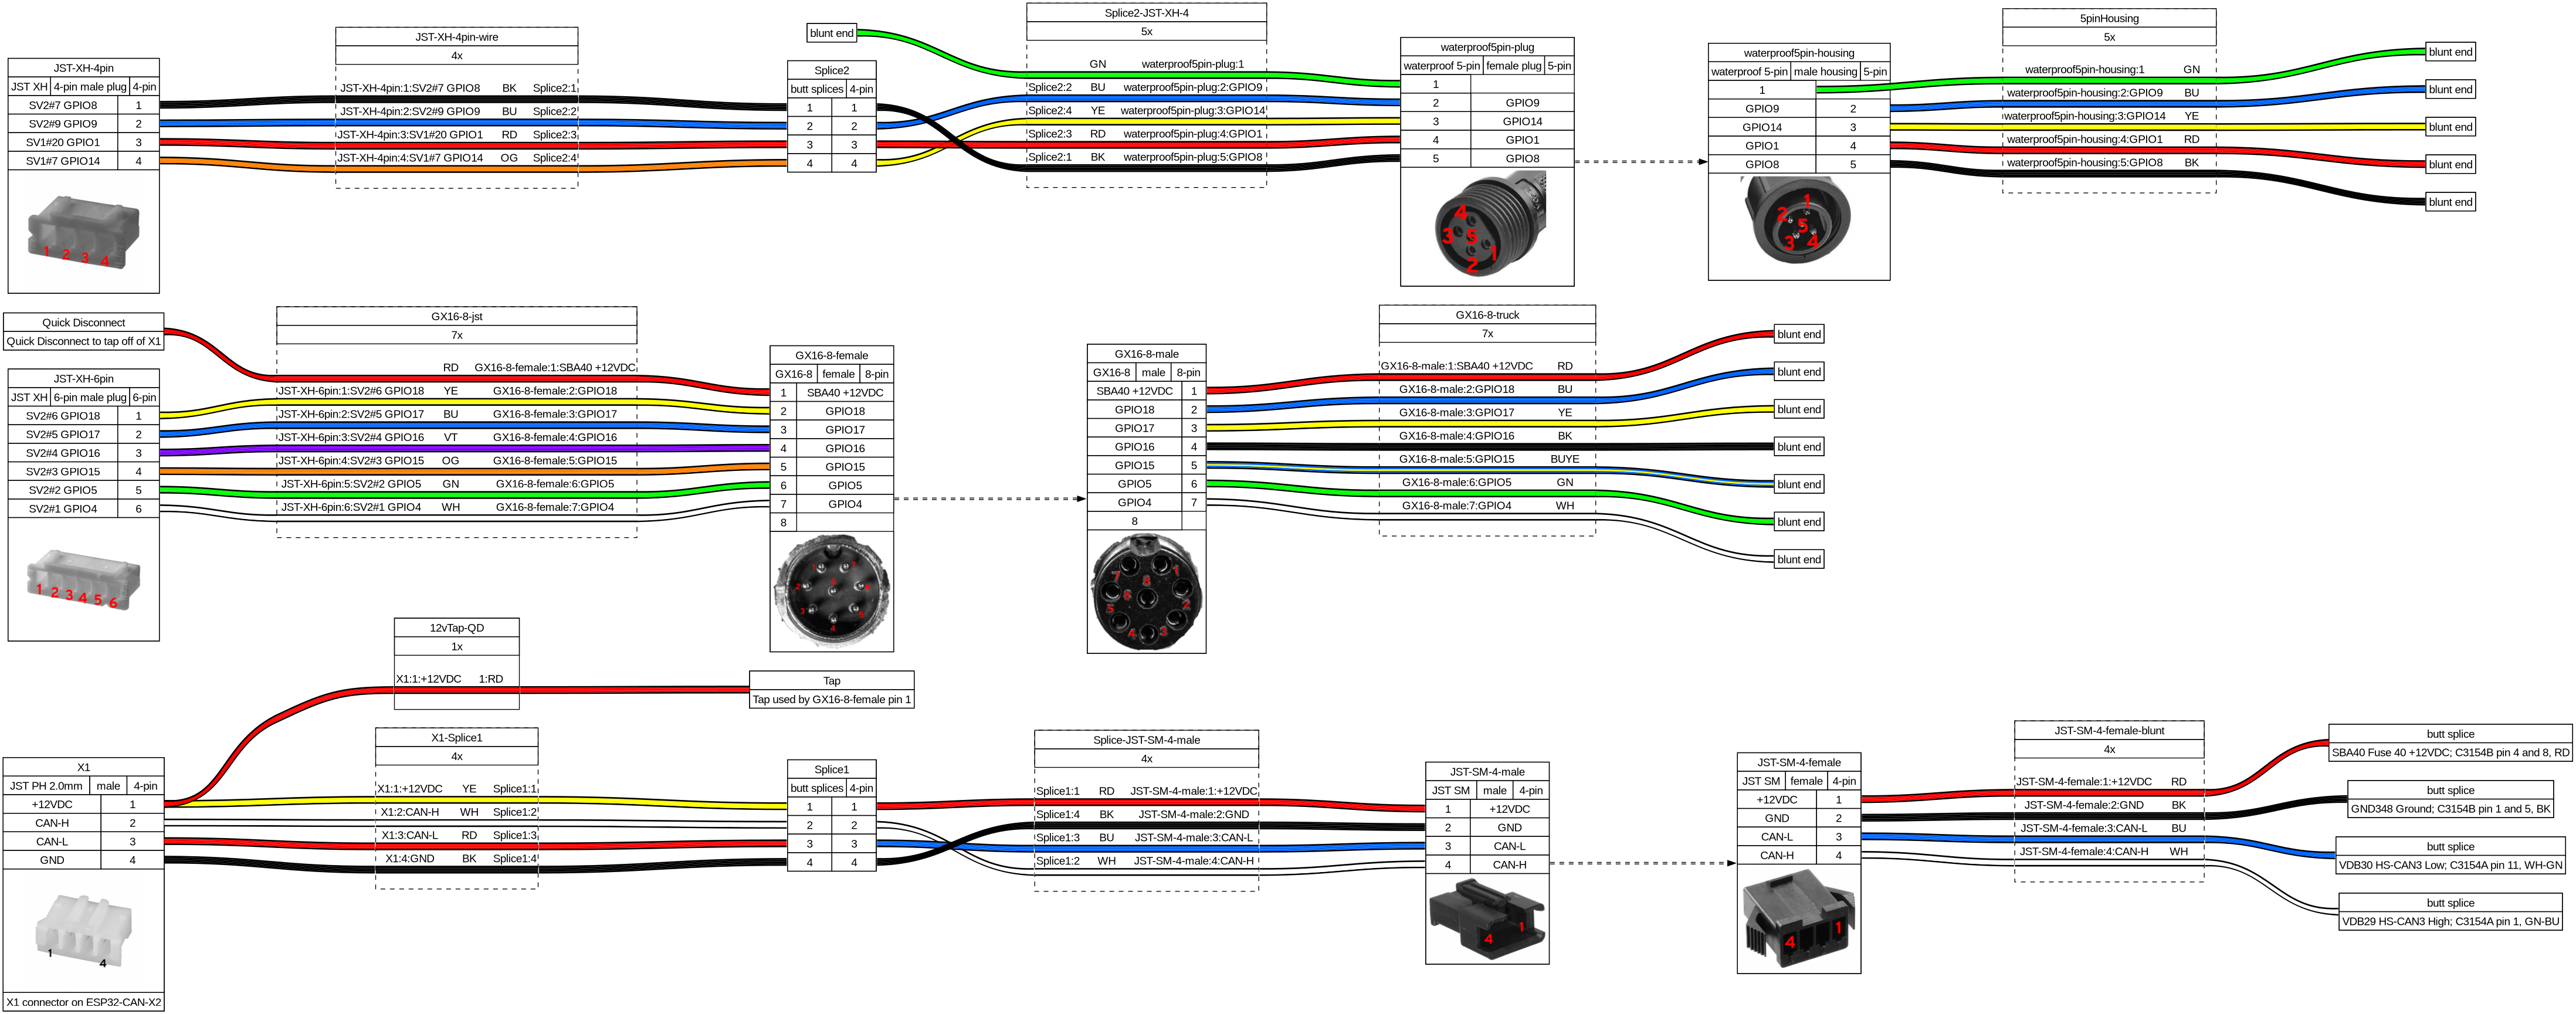 blunt end
JST-XH-4pin-wire
4x
JST-XH-4pin:1:SV2#7 GPIO8 BK Splice2:1
JST-XH-4pin:2:SV2#9 GPIO9 BU Splice2:2
JST-XH-4pin:3:SV1#20 GPIO1 RD Splice2:3
JST-XH-4pin:4:SV1#7 GPIO14 OG Splice2:4
JST-XH-4pin
JST XH 4-pin male plug 4-pin
SV2#7 GPIO8 1
SV2#9 GPIO9 2
SV1#20 GPIO1 3
SV1#7 GPIO14 4
1 2 3 4
Splice2
butt splices 4-pin
1 1
2 2
3 3
4 4
Splice2-JST-XH-4
5x
GN waterproof5pin-plug:1
Splice2:2 BU waterproof5pin-plug:2:GPIO9
Splice2:4 YE waterproof5pin-plug:3:GPIO14
Splice2:3 RD waterproof5pin-plug:4:GPIO1
Splice2:1 BK waterproof5pin-plug:5:GPIO8
waterproof5pin-plug
waterproof 5-pin female plug 5-pin
1
2 GPIO9
3 GPIO14
4 GPIO1
5 GPIO8
4
3 5 1
2
waterproof5pin-housing
waterproof 5-pin male housing 5-pin
1
GPIO9 2
GPIO14 3
GPIO1 4
GPIO8 5
1
2 5
3 4
5pinHousing
5x
waterproof5pin-housing:1 GN
waterproof5pin-housing:2:GPIO9 BU
waterproof5pin-housing:3:GPIO14 YE
waterproof5pin-housing:4:GPIO1 RD
waterproof5pin-housing:5:GPIO8 BK
blunt end
blunt end
blunt end
blunt end
blunt end
Quick Disconnect
Quick Disconnect to tap off of X1
JST-XH-6pin
JST XH 6-pin male plug 6-pin
SV2#6 GPIO18 1
SV2#5 GPIO17 2
SV2#4 GPIO16 3
SV2#3 GPIO15 4
SV2#2 GPIO5 5
SV2#1 GPIO4 6
1 2 3 4 5 6
GX16-8-jst
7x
RD GX16-8-female:1:SBA40 +12VDC
JST-XH-6pin:1:SV2#6 GPIO18 YE GX16-8-female:2:GPIO18
JST-XH-6pin:2:SV2#5 GPIO17 BU GX16-8-female:3:GPIO17
JST-XH-6pin:3:SV2#4 GPIO16 VT GX16-8-female:4:GPIO16
JST-XH-6pin:4:SV2#3 GPIO15 OG GX16-8-female:5:GPIO15
JST-XH-6pin:5:SV2#2 GPIO5 GN GX16-8-female:6:GPIO5
JST-XH-6pin:6:SV2#1 GPIO4 WH GX16-8-female:7:GPIO4
GX16-8-female
GX16-8 female 8-pin
1 SBA40 +12VDC
2 GPIO18
3 GPIO17
4 GPIO16
5 GPIO15
6 GPIO5
7 GPIO4
8
3
4
GX16-8-male
GX16-8 male 8-pin
SBA40 +12VDC 1
GPIO18 2
GPIO17 3
GPIO16 4
GPIO15 5
GPIO5 6
GPIO4 7
8
7 8 1
6 2
5
4 3
GX16-8-truck
7x
GX16-8-male:1:SBA40 +12VDC RD
GX16-8-male:2:GPIO18 BU
GX16-8-male:3:GPIO17 YE
GX16-8-male:4:GPIO16 BK
GX16-8-male:5:GPIO15 BUYE
GX16-8-male:6:GPIO5 GN
GX16-8-male:7:GPIO4 WH
blunt end
blunt end
blunt end
blunt end
blunt end
blunt end
blunt end
12vTap-QD
1x
X1:1:+12VDC 1:RD
Tap
Tap used by GX16-8-female pin 1
X1
JST PH 2.0mm male 4-pin
+12VDC 1
CAN-H 2
CAN-L 3
GND 4
1
4
X1 connector on ESP32-CAN-X2
X1-Splice1
4x
X1:1:+12VDC YE Splice1:1
X1:2:CAN-H WH Splice1:2
X1:3:CAN-L RD Splice1:3
X1:4:GND BK Splice1:4
Splice1
butt splices 4-pin
1 1
2 2
3 3
4 4
Splice-JST-SM-4-male
4x
Splice1:1 RD JST-SM-4-male:1:+12VDC
Splice1:4 BK JST-SM-4-male:2:GND
Splice1:3 BU JST-SM-4-male:3:CAN-L
Splice1:2 WH JST-SM-4-male:4:CAN-H
JST-SM-4-male
JST SM male 4-pin
1 +12VDC
2 GND
3 CAN-L
4 CAN-H
4 1
JST-SM-4-female
JST SM female 4-pin
+12VDC 1
GND 2
CAN-L 3
CAN-H 4
4 1
JST-SM-4-female-blunt
4x
JST-SM-4-female:1:+12VDC RD
JST-SM-4-female:2:GND BK
JST-SM-4-female:3:CAN-L BU
JST-SM-4-female:4:CAN-H WH
butt splice
SBA40 Fuse 40 +12VDC; C3154B pin 4 and 8, RD
butt splice
GND348 Ground; C3154B pin 1 and 5, BK
butt splice
VDB30 HS-CAN3 Low; C3154A pin 11, WH-GN
butt splice
VDB29 HS-CAN3 High; C3154A pin 1, GN-BU